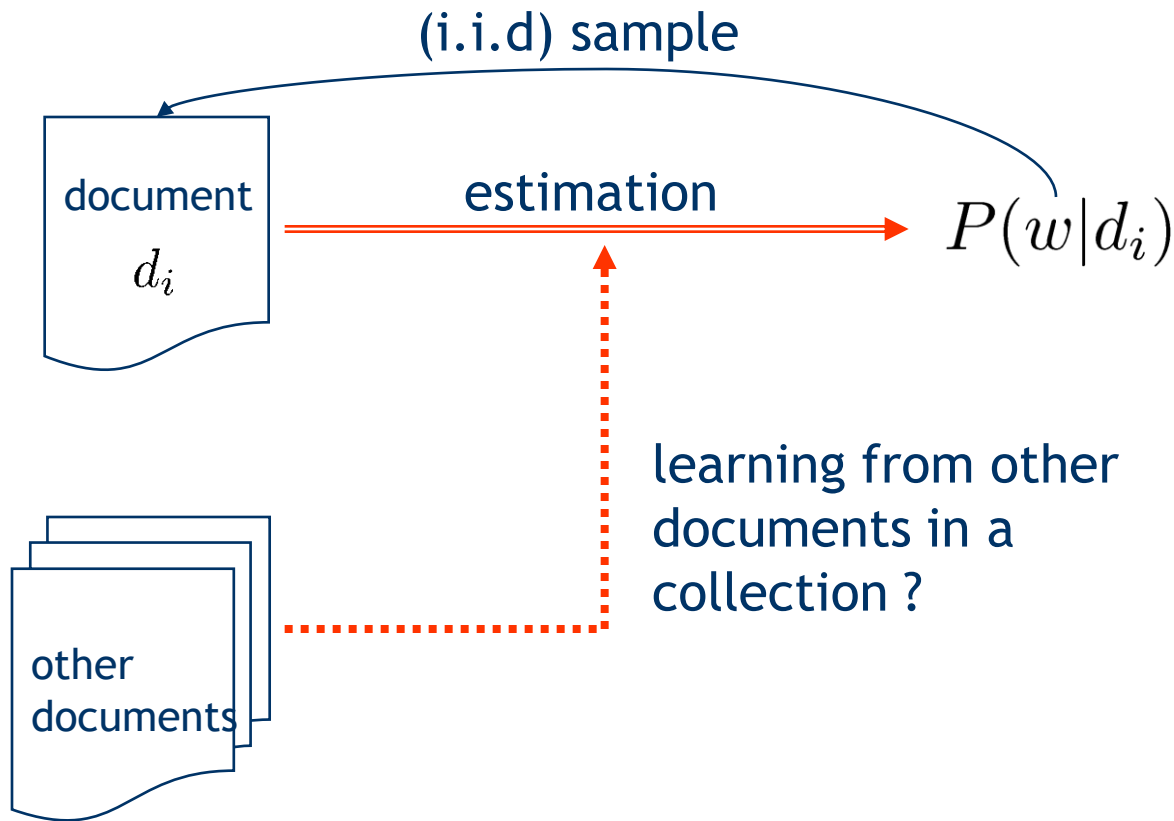 (i.i.d) sample
document
d_i
estimation
P(w|d_i)
learning from other
documents in a
collection ?
other
documents